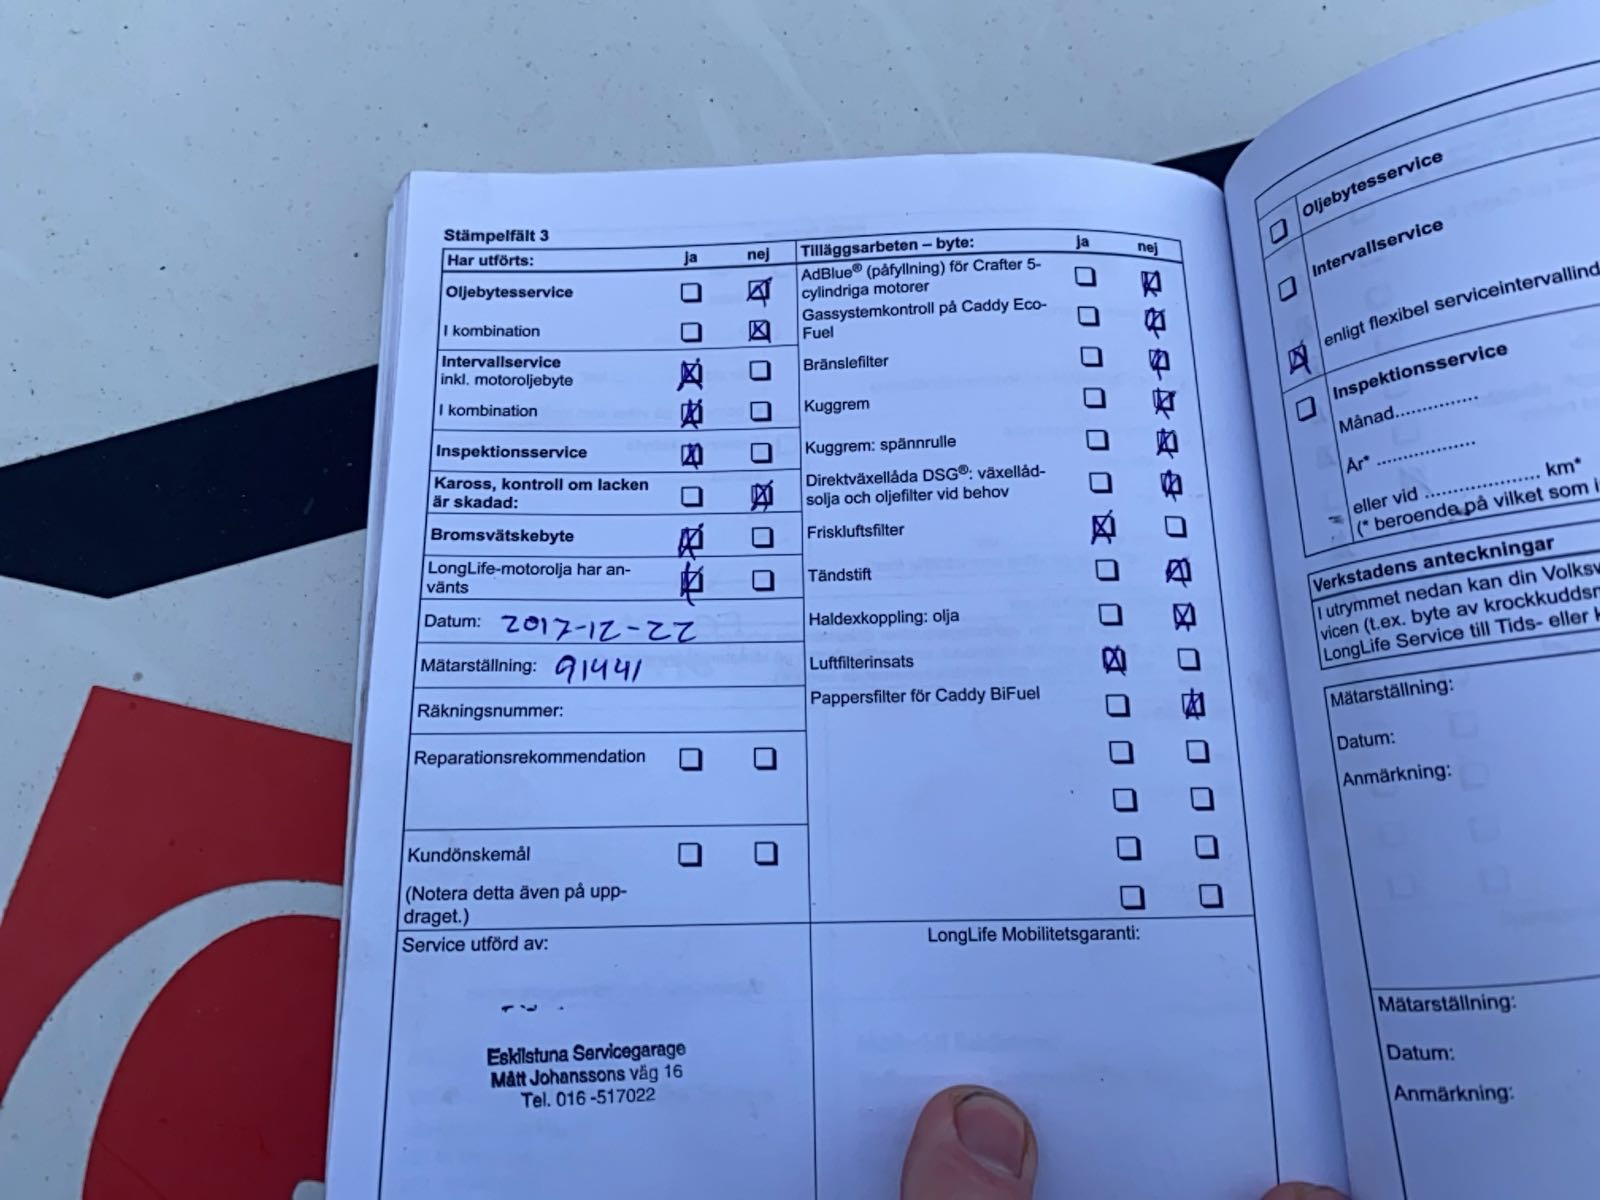 Stämpelfält 3
Har utförts: ja nej
Oljebytesservice
I kombination
Intervallservice
inkl. motoroljebyte
I kombination
Inspektionsservice
Kaross, kontroll om lacken
är skadad:
Bromsvätskebyte
LongLife-motorolja har an-
vänts
Datum: 2017-12-22
Mätarställning: 91441
Räkningsnummer:
Reparationsrekommendation
Kundönskemål
(Notera detta även på upp-
draget.)
Service utförd av:
Eskilstuna Servicegarage
Mått Johanssons väg 16
Tel. 016-517022
Tilläggsarbeten – byte: ja nej
AdBlue® (påfyllning) för Crafter 5-
cylindriga motorer
Gassystemkontroll på Caddy Eco-
Fuel
Bränslefilter
Kuggrem
Kuggrem: spännrulle
Direktväxellåda DSG®: växellåd-
solja och oljefilter vid behov
Friskluftsfilter
Tändstift
Haldexkoppling: olja
Luftfilterinsats
Pappersfilter för Caddy BiFuel
LongLife Mobilitetsgaranti:
Oljebytesservice
Intervallservice
enligt flexibel serviceintervallind
Inspektionsservice
Månad...............
År* .................
eller vid .................... km*
(* beroende på vilket som i
Verkstadens anteckningar
I utrymmet nedan kan din Volksw
vicen (t.ex. byte av krockkuddsm
LongLife Service till Tids- eller k
Mätarställning:
Datum:
Anmärkning:
Mätarställning:
Datum:
Anmärkning: